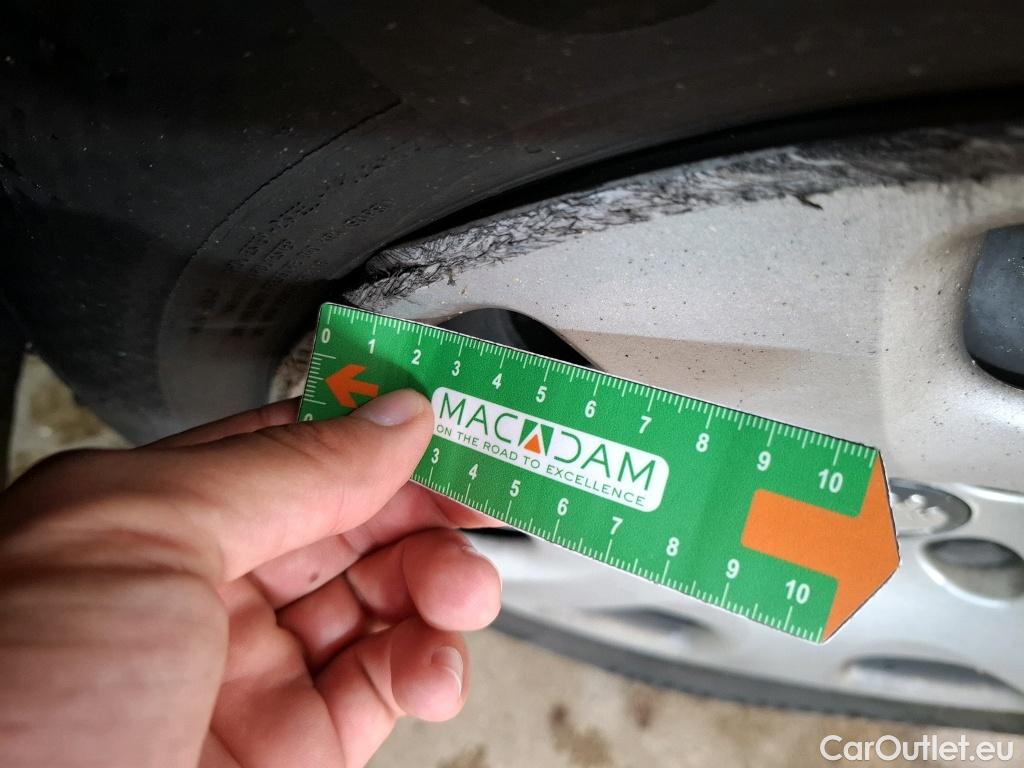 0 1 2 3 4 5 6 7 8 9 10
MACADAM
ON THE ROAD TO EXCELLENCE
0 3 4 5 6 7 8 9 10
CarOutlet.eu